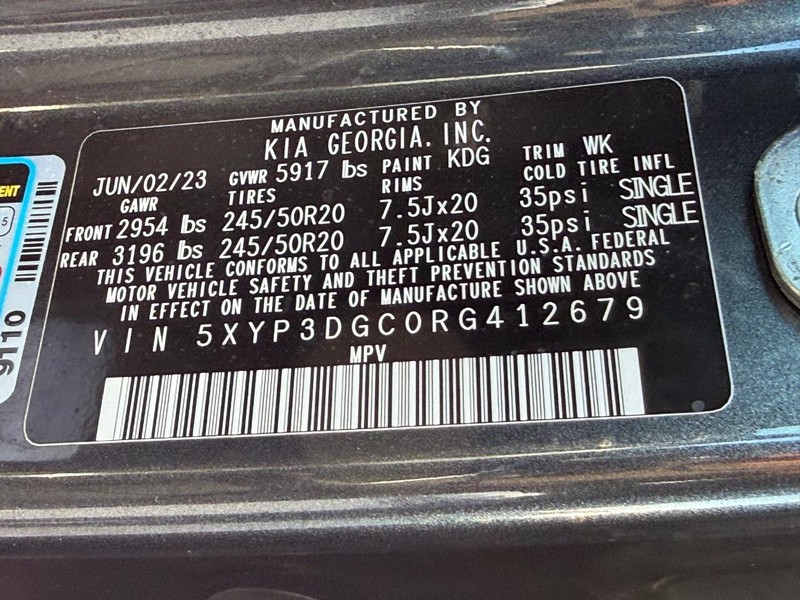 MANUFACTURED BY
KIA GEORGIA. INC.
JUN/02/23 GVWR 5917 lbs PAINT KDG TRIM WK
GAWR TIRES RIMS COLD TIRE INFL
FRONT 2954 lbs 245/50R20 7.5Jx20 35psi SINGLE
REAR 3196 lbs 245/50R20 7.5Jx20 35psi SINGLE
THIS VEHICLE CONFORMS TO ALL APPLICABLE U.S.A. FEDERAL
MOTOR VEHICLE SAFETY AND THEFT PREVENTION STANDARDS
IN EFFECT ON THE DATE OF MANUFACTURE SHOWN ABOVE
VIN 5XYP3DGC0RG412679
MPV
9110